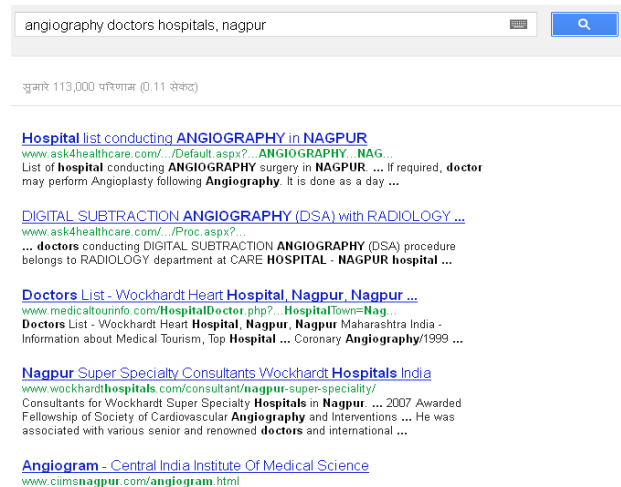 angiography doctors hospitals, nagpur
सुमारे 113,000 परिणाम (0.11 सेकंद)
Hospital list conducting ANGIOGRAPHY in NAGPUR
www.ask4healthcare.com/.../Default.aspx?...ANGIOGRAPHY...NAG...
List of hospital conducting ANGIOGRAPHY surgery in NAGPUR. ... If required, doctor
may perform Angioplasty following Angiography. It is done as a day ...
DIGITAL SUBTRACTION ANGIOGRAPHY (DSA) with RADIOLOGY ...
www.ask4healthcare.com/.../Proc.aspx?...
... doctors conducting DIGITAL SUBTRACTION ANGIOGRAPHY (DSA) procedure
belongs to RADIOLOGY department at CARE HOSPITAL - NAGPUR hospital ...
Doctors List - Wockhardt Heart Hospital, Nagpur, Nagpur ...
www.medicaltourinfo.com/HospitalDoctor.php?...HospitalTown=Nag...
Doctors List - Wockhardt Heart Hospital, Nagpur, Nagpur Maharashtra India -
Information about Medical Tourism, Top Hospital ... Coronary Angiography/1999 ...
Nagpur Super Specialty Consultants Wockhardt Hospitals India
www.wockhardthospitals.com/consultant/nagpur-super-speciality/
Consultants for Wockhardt Super Specialty Hospitals in Nagpur. ... 2007 Awarded
Fellowship of Society of Cardiovascular Angiography and Interventions ... He was
associated with various senior and renowned doctors and international ...
Angiogram - Central India Institute Of Medical Science
www.ciimsnagpur.com/angiogram.html